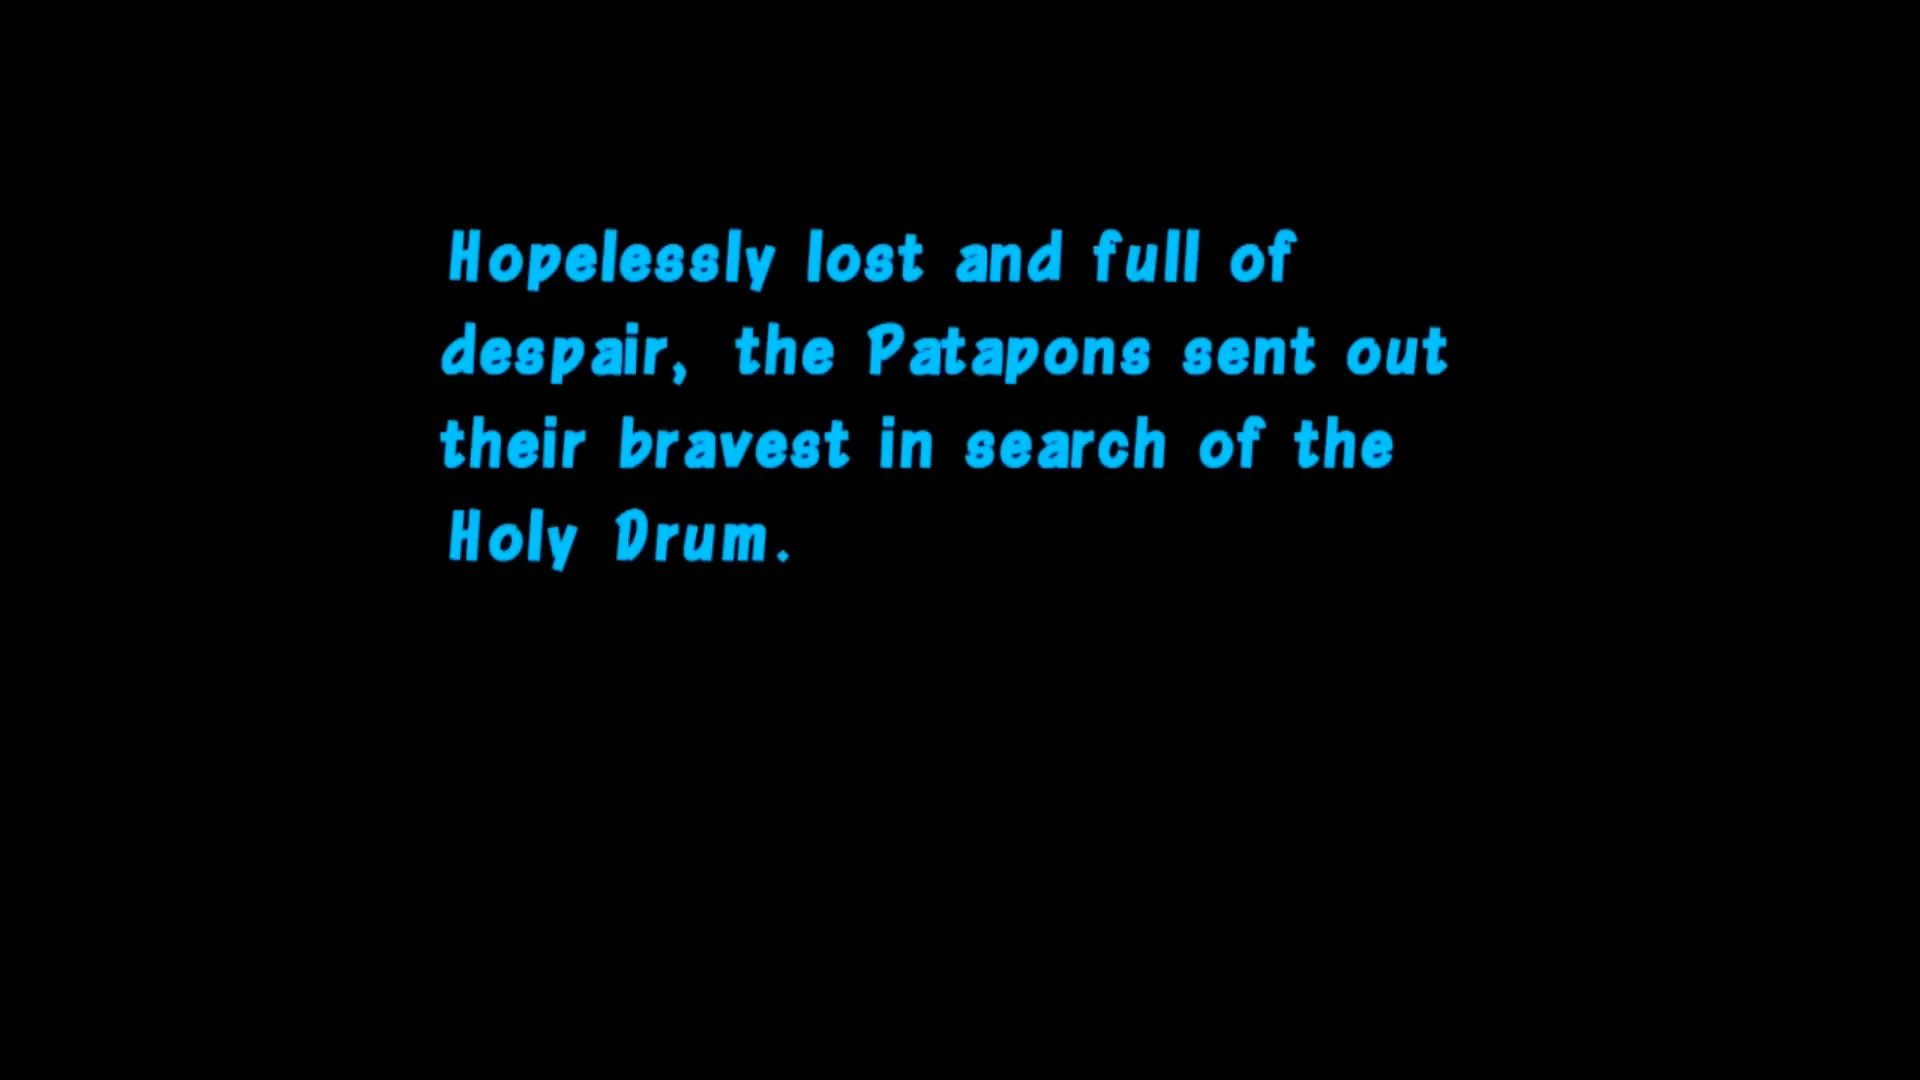 Hopelessly lost and full of
despair, the Patapons sent out
their bravest in search of the
Holy Drum.